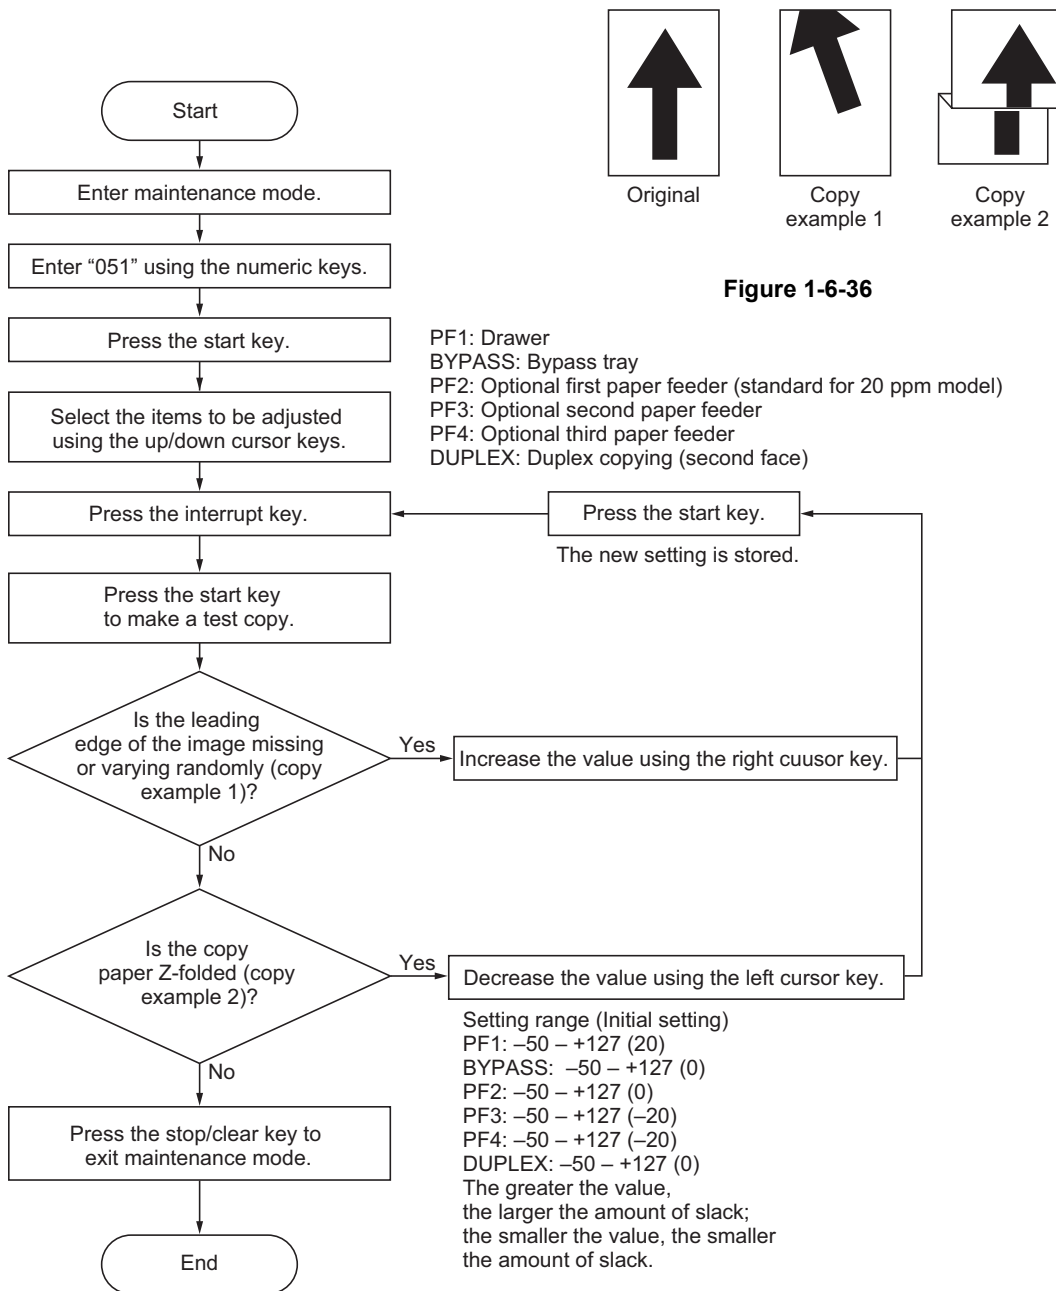 Start
Enter maintenance mode.
Enter “051” using the numeric keys.
Press the start key.
Select the items to be adjusted
using the up/down cursor keys.
Press the interrupt key.
Press the start key
to make a test copy.
Is the leading
edge of the image missing
or varying randomly (copy
example 1)?
Yes
Increase the value using the right cuusor key.
No
Is the copy
paper Z-folded (copy
example 2)?
Yes
Decrease the value using the left cursor key.
No
Press the stop/clear key to
exit maintenance mode.
End
Original
Copy
example 1
Copy
example 2
Figure 1-6-36
PF1: Drawer
BYPASS: Bypass tray
PF2: Optional first paper feeder (standard for 20 ppm model)
PF3: Optional second paper feeder
PF4: Optional third paper feeder
DUPLEX: Duplex copying (second face)
Press the start key.
The new setting is stored.
Setting range (Initial setting)
PF1: –50 – +127 (20)
BYPASS:  –50 – +127 (0)
PF2: –50 – +127 (0)
PF3: –50 – +127 (–20)
PF4: –50 – +127 (–20)
DUPLEX: –50 – +127 (0)
The greater the value,
the larger the amount of slack;
the smaller the value, the smaller
the amount of slack.